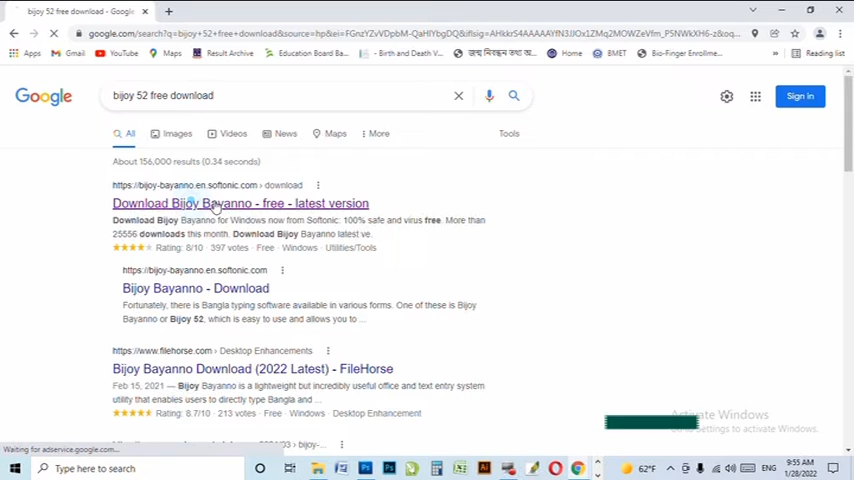 bijoy 52 free download - Google
google.com/search?q=bijoy+52+free+download&source=hp&ei=
Apps Gmail YouTube Maps Result Archive Education Board Ba... - Birth and Death V... জন্ম নিবন্ধন তথ্য ... Home BMET Bio-Finger Enrollme... Reading list
Google
bijoy 52 free download
Sign in
All Images Videos News Maps More Tools
About 156,000 results (0.34 seconds)
https://bijoy-bayanno.en.softonic.com › download
Download Bijoy Bayanno - free - latest version
Download Bijoy Bayanno for Windows now from Softonic: 100% safe and virus free. More than
25556 downloads this month. Download Bijoy Bayanno latest ve.
Rating: 8/10 · 397 votes · Free · Windows · Utilities/Tools
https://bijoy-bayanno.en.softonic.com
Bijoy Bayanno - Download
Fortunately, there is Bangla typing software available in various forms. One of these is Bijoy
Bayanno or Bijoy 52, which is easy to use and allows you to ...
https://www.filehorse.com › Desktop Enhancements
Bijoy Bayanno Download (2022 Latest) - FileHorse
Feb 15, 2021 — Bijoy Bayanno is a lightweight but incredibly useful office and text entry system
utility that enables users to directly type Bangla and ...
Rating: 8.7/10 · 213 votes · Free · Windows · Desktop Enhancement
Activate Windows
Settings to activate Windows.
Waiting for adservice.google.com...
Type here to search
62°F
ENG
9:55 AM
1/28/2022